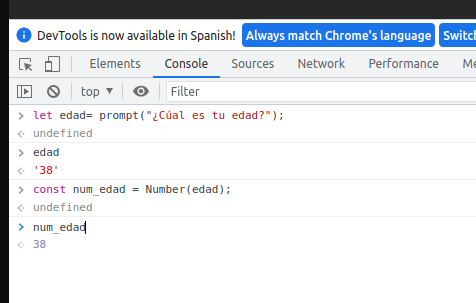 DevTools is now available in Spanish! Always match Chrome's language Switch
Elements Console Sources Network Performance Me
top Filter
let edad= prompt("¿Cúal es tu edad?");
undefined
edad
'38'
const num_edad = Number(edad);
undefined
num_edad
38